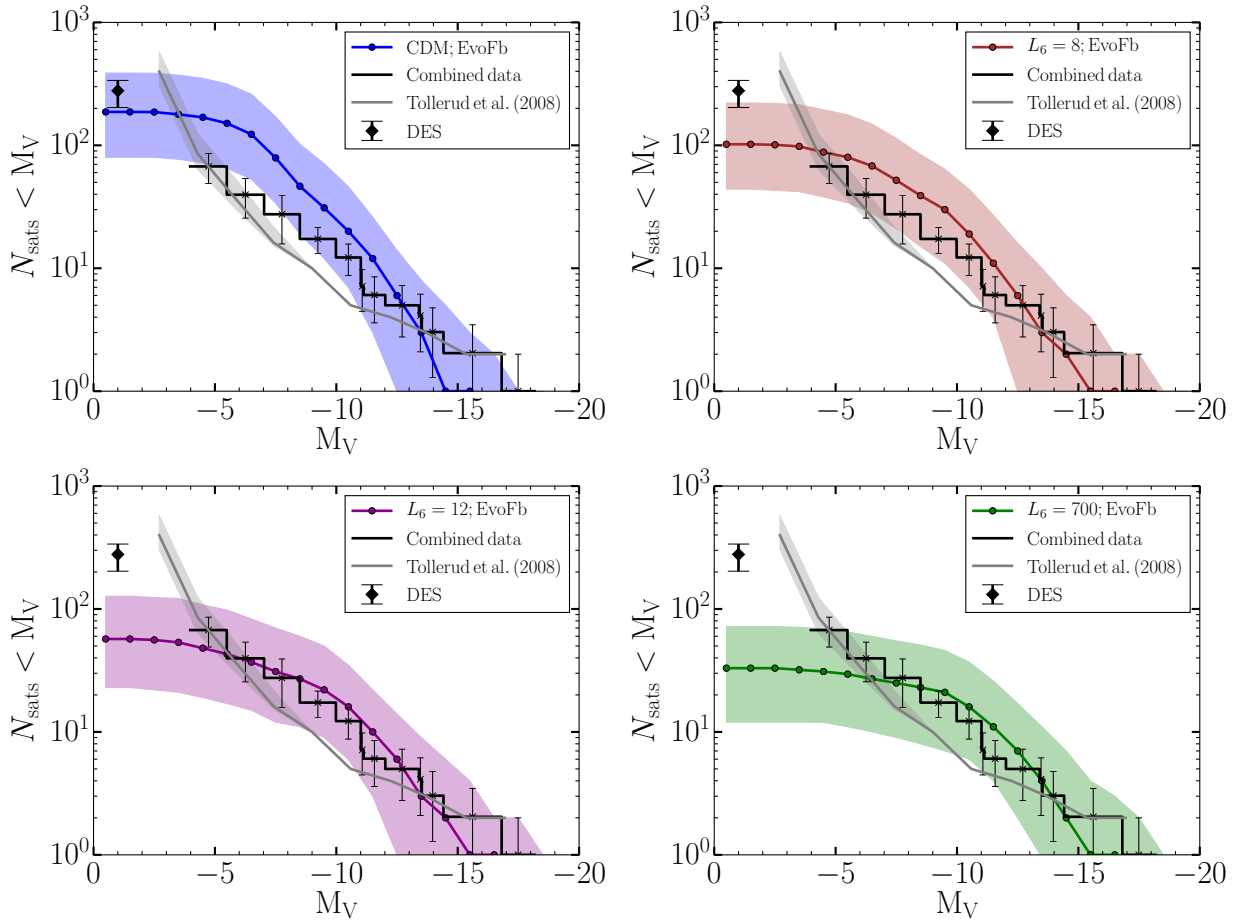 10³
10²
10¹
10⁰
N_sats < M_V
0
−5
−10
−15
−20
M_V
CDM; EvoFb
Combined data
Tollerud et al. (2008)
DES
10³
10²
10¹
10⁰
N_sats < M_V
0
−5
−10
−15
−20
M_V
L₆ = 8; EvoFb
Combined data
Tollerud et al. (2008)
DES
10³
10²
10¹
10⁰
N_sats < M_V
0
−5
−10
−15
−20
M_V
L₆ = 12; EvoFb
Combined data
Tollerud et al. (2008)
DES
10³
10²
10¹
10⁰
N_sats < M_V
0
−5
−10
−15
−20
M_V
L₆ = 700; EvoFb
Combined data
Tollerud et al. (2008)
DES